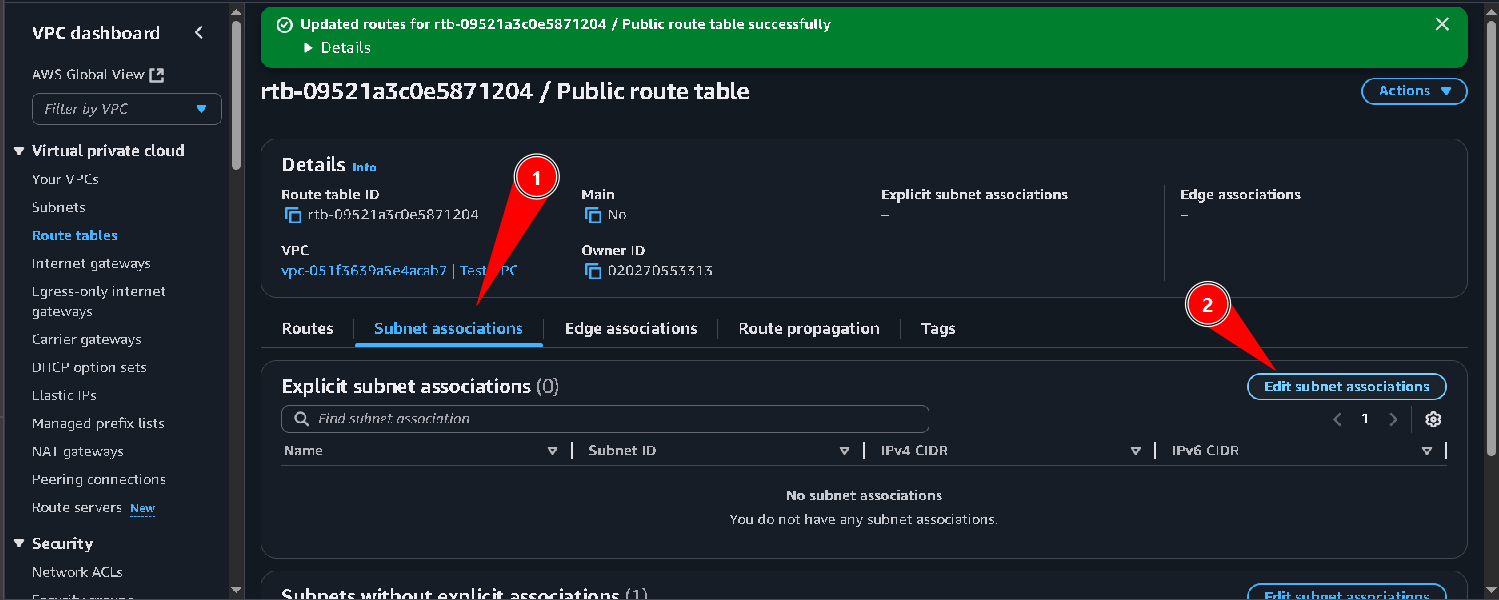 VPC dashboard
AWS Global View
Filter by VPC
Virtual private cloud
Your VPCs
Subnets
Route tables
Internet gateways
Egress-only internet
gateways
Carrier gateways
DHCP option sets
Elastic IPs
Managed prefix lists
NAT gateways
Peering connections
Route servers New
Security
Network ACLs
Security groups
Updated routes for rtb-09521a3c0e5871204 / Public route table successfully
Details
rtb-09521a3c0e5871204 / Public route table
Actions
Details Info
1
Route table ID
rtb-09521a3c0e5871204
Main
No
Explicit subnet associations
–
Edge associations
–
VPC
vpc-051f3639a5e4acab7 | Test PC
Owner ID
020270553313
2
Routes
Subnet associations
Edge associations
Route propagation
Tags
Explicit subnet associations (0)
Edit subnet associations
Find subnet association
1
Name
Subnet ID
IPv4 CIDR
IPv6 CIDR
No subnet associations
You do not have any subnet associations.
Subnets without explicit associations (1)
Edit subnet associations